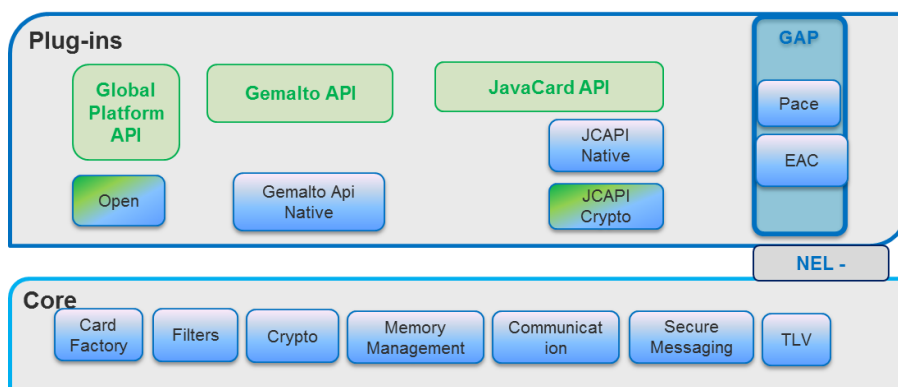 Plug-ins
GAP
Global
Platform
API
Gemalto API
JavaCard API
Pace
JCAPI
Native
EAC
Open
Gemalto Api
Native
JCAPI
Crypto
NEL -
Core
Card
Factory
Filters
Crypto
Memory
Management
Communicat
ion
Secure
Messaging
TLV